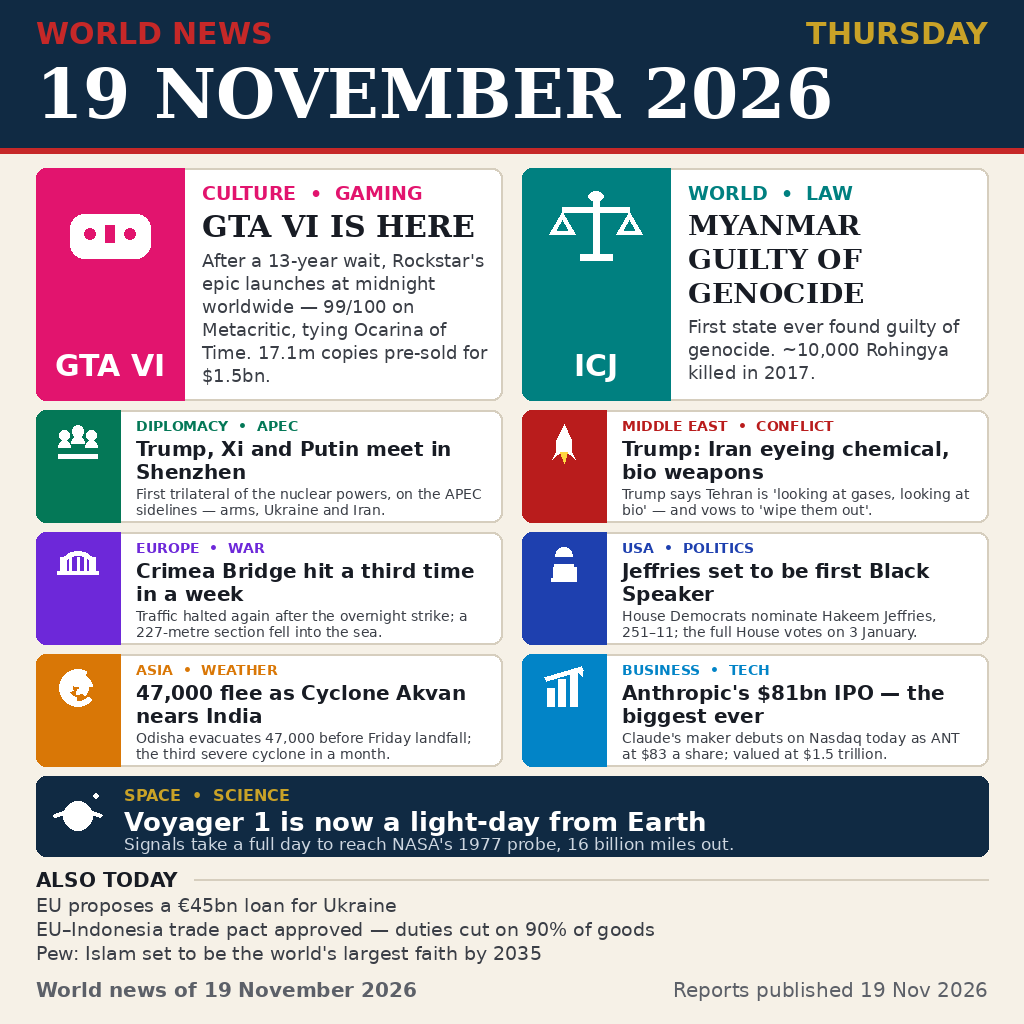 WORLD NEWS
THURSDAY
19 NOVEMBER 2026
CULTURE • GAMING
GTA VI IS HERE
After a 13-year wait, Rockstar's
epic launches at midnight
worldwide — 99/100 on
Metacritic, tying Ocarina of
Time. 17.1m copies pre-sold for
$1.5bn.
GTA VI
WORLD • LAW
MYANMAR
GUILTY OF
GENOCIDE
First state ever found guilty of
genocide. ~10,000 Rohingya
killed in 2017.
ICJ
DIPLOMACY • APEC
Trump, Xi and Putin meet in
Shenzhen
First trilateral of the nuclear powers, on the APEC
sidelines — arms, Ukraine and Iran.
MIDDLE EAST • CONFLICT
Trump: Iran eyeing chemical,
bio weapons
Trump says Tehran is 'looking at gases, looking at
bio' — and vows to 'wipe them out'.
EUROPE • WAR
Crimea Bridge hit a third time
in a week
Traffic halted again after the overnight strike; a
227-metre section fell into the sea.
USA • POLITICS
Jeffries set to be first Black
Speaker
House Democrats nominate Hakeem Jeffries,
251–11; the full House votes on 3 January.
ASIA • WEATHER
47,000 flee as Cyclone Akvan
nears India
Odisha evacuates 47,000 before Friday landfall;
the third severe cyclone in a month.
BUSINESS • TECH
Anthropic's $81bn IPO — the
biggest ever
Claude's maker debuts on Nasdaq today as ANT
at $83 a share; valued at $1.5 trillion.
SPACE • SCIENCE
Voyager 1 is now a light-day from Earth
Signals take a full day to reach NASA's 1977 probe, 16 billion miles out.
ALSO TODAY
EU proposes a €45bn loan for Ukraine
EU–Indonesia trade pact approved — duties cut on 90% of goods
Pew: Islam set to be the world's largest faith by 2035
World news of 19 November 2026
Reports published 19 Nov 2026